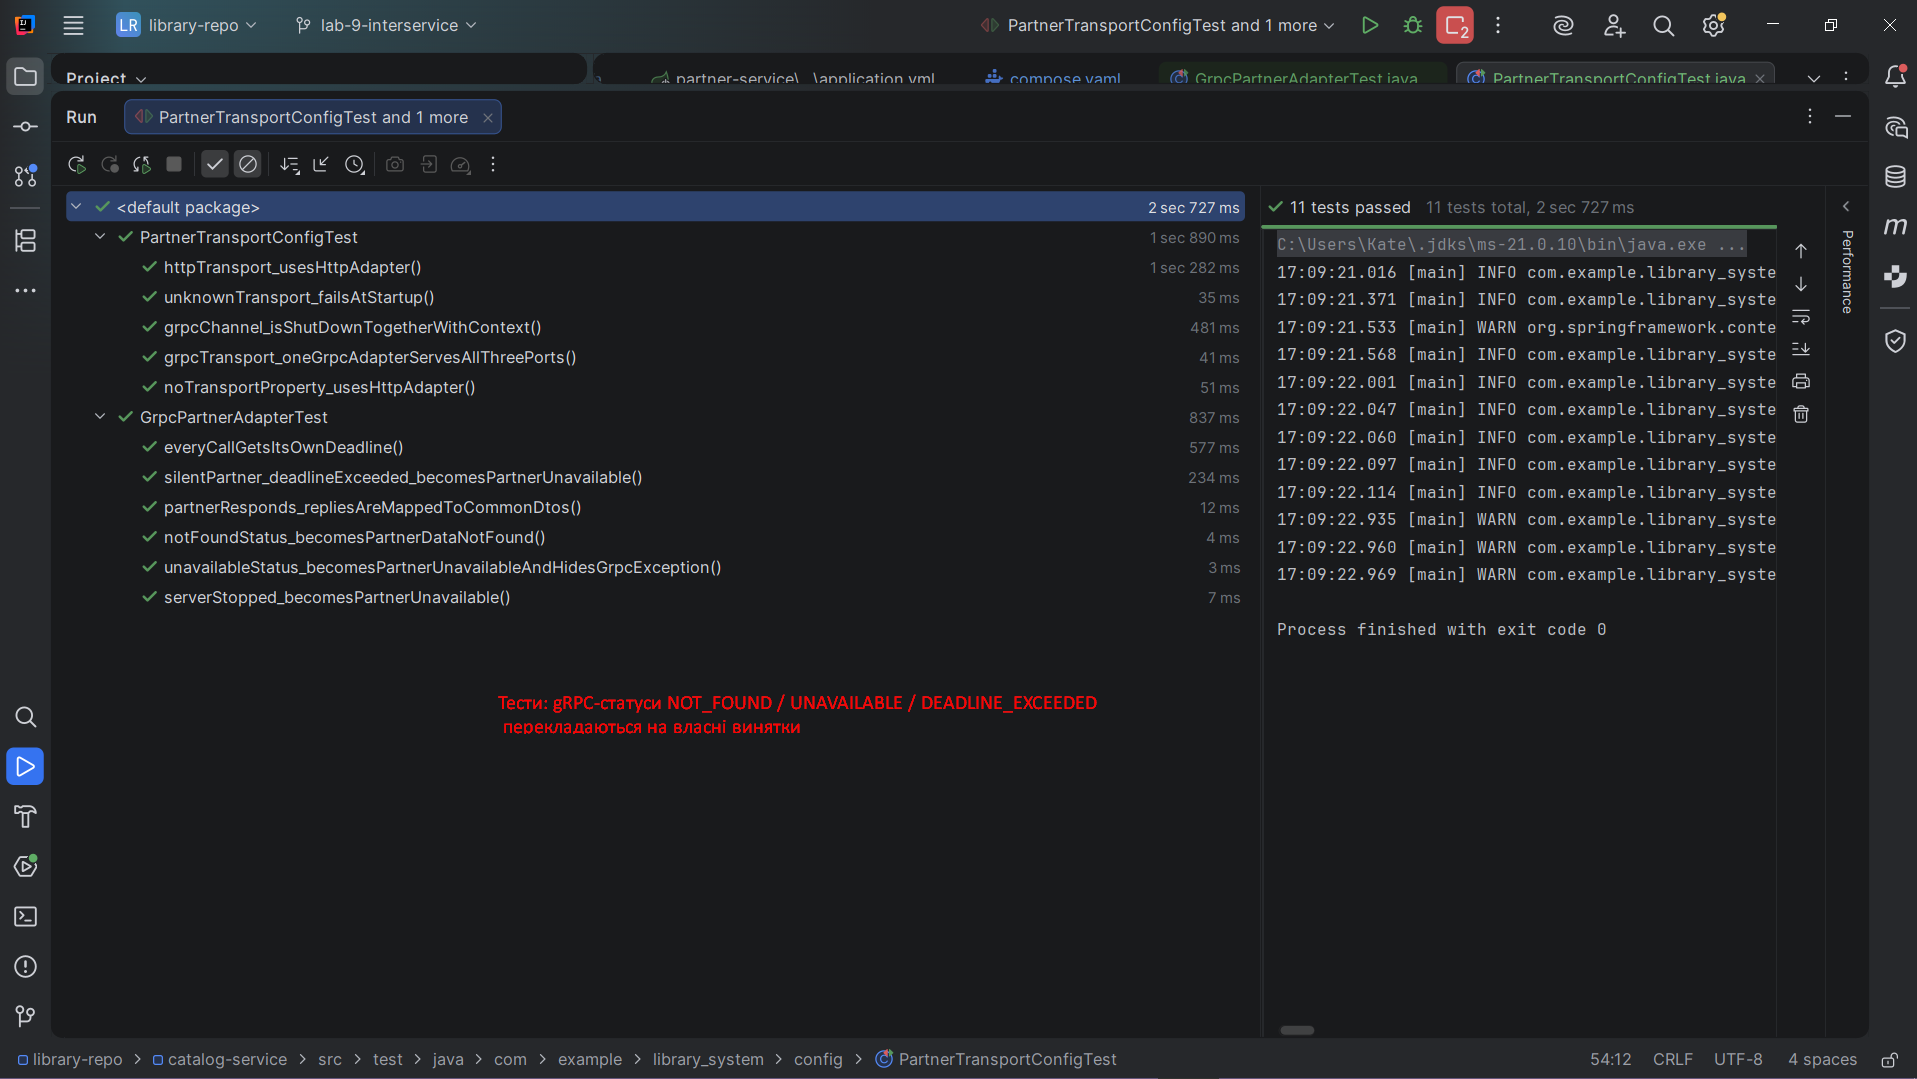 LR library-repo lab-9-interservice PartnerTransportConfigTest and 1 more 2
Project partner-service\...\application.yml compose.yaml GrpcPartnerAdapterTest.java PartnerTransportConfigTest.java
Run PartnerTransportConfigTest and 1 more
<default package> 2 sec 727 ms
PartnerTransportConfigTest 1 sec 890 ms
httpTransport_usesHttpAdapter() 1 sec 282 ms
unknownTransport_failsAtStartup() 35 ms
grpcChannel_isShutDownTogetherWithContext() 481 ms
grpcTransport_oneGrpcAdapterServesAllThreePorts() 41 ms
noTransportProperty_usesHttpAdapter() 51 ms
GrpcPartnerAdapterTest 837 ms
everyCallGetsItsOwnDeadline() 577 ms
silentPartner_deadlineExceeded_becomesPartnerUnavailable() 234 ms
partnerResponds_repliesAreMappedToCommonDtos() 12 ms
notFoundStatus_becomesPartnerDataNotFound() 4 ms
unavailableStatus_becomesPartnerUnavailableAndHidesGrpcException() 3 ms
serverStopped_becomesPartnerUnavailable() 7 ms
11 tests passed 11 tests total, 2 sec 727 ms
C:\Users\Kate\.jdks\ms-21.0.10\bin\java.exe ...
17:09:21.016 [main] INFO com.example.library_syste
17:09:21.371 [main] INFO com.example.library_syste
17:09:21.533 [main] WARN org.springframework.conte
17:09:21.568 [main] INFO com.example.library_syste
17:09:22.001 [main] INFO com.example.library_syste
17:09:22.047 [main] INFO com.example.library_syste
17:09:22.060 [main] INFO com.example.library_syste
17:09:22.097 [main] INFO com.example.library_syste
17:09:22.114 [main] INFO com.example.library_syste
17:09:22.935 [main] WARN com.example.library_syste
17:09:22.960 [main] WARN com.example.library_syste
17:09:22.969 [main] WARN com.example.library_syste
Process finished with exit code 0
Performance
m
Тести: gRPC-статуси NOT_FOUND / UNAVAILABLE / DEADLINE_EXCEEDED
перекладаються на власні винятки
library-repo > catalog-service > src > test > java > com > example > library_system > config > PartnerTransportConfigTest 54:12 CRLF UTF-8 4 spaces